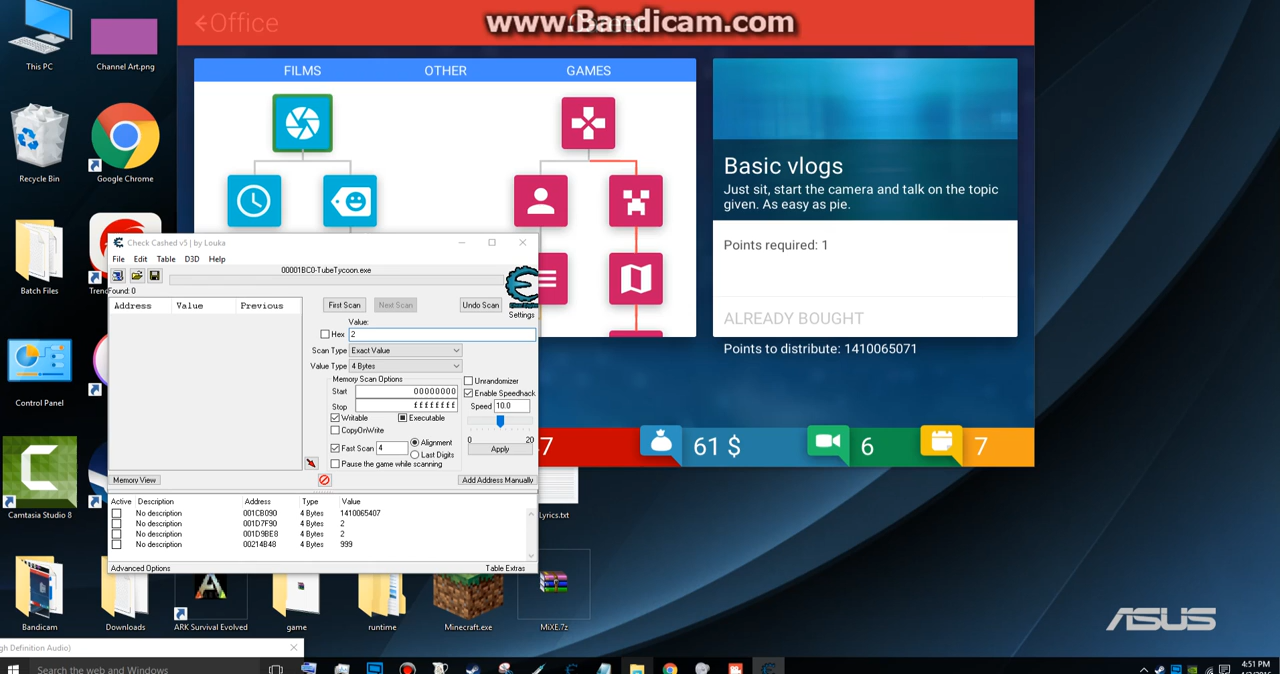 www.Bandicam.com
Office
This PC
Channel Art.png
Recycle Bin
Google Chrome
Batch Files
Control Panel
Camtasia Studio 8
Bandicam
Downloads
ARK Survival Evolved
game
runtime
Minecraft.exe
MiXE.7z
Lyrics.txt
FILMS
OTHER
GAMES
Basic vlogs
Just sit, start the camera and talk on the topic
given. As easy as pie.
Points required: 1
ALREADY BOUGHT
Points to distribute: 1410065071
7
61 $
6
7
Check Cashed v5 | by Louka
File Edit Table D3D Help
00001BC0-TubeTycoon.exe
Found: 0
Address Value Previous
First Scan Next Scan Undo Scan
Settings
Value:
Hex 2
Scan Type Exact Value
Value Type 4 Bytes
Memory Scan Options
Start 00000000
Stop ffffffff
Writable Executable
CopyOnWrite
Fast Scan 4 Alignment
Last Digits
Pause the game while scanning
Unrandomizer
Enable Speedhack
Speed 10.0
0 20
Apply
Memory View
Add Address Manually
Active Description Address Type Value
No description 001CB090 4 Bytes 1410065407
No description 001D7F90 4 Bytes 2
No description 001D9BE8 4 Bytes 2
No description 00214B48 4 Bytes 999
Advanced Options
Table Extras
ASUS
gh Definition Audio)
Search the web and Windows
4:51 PM